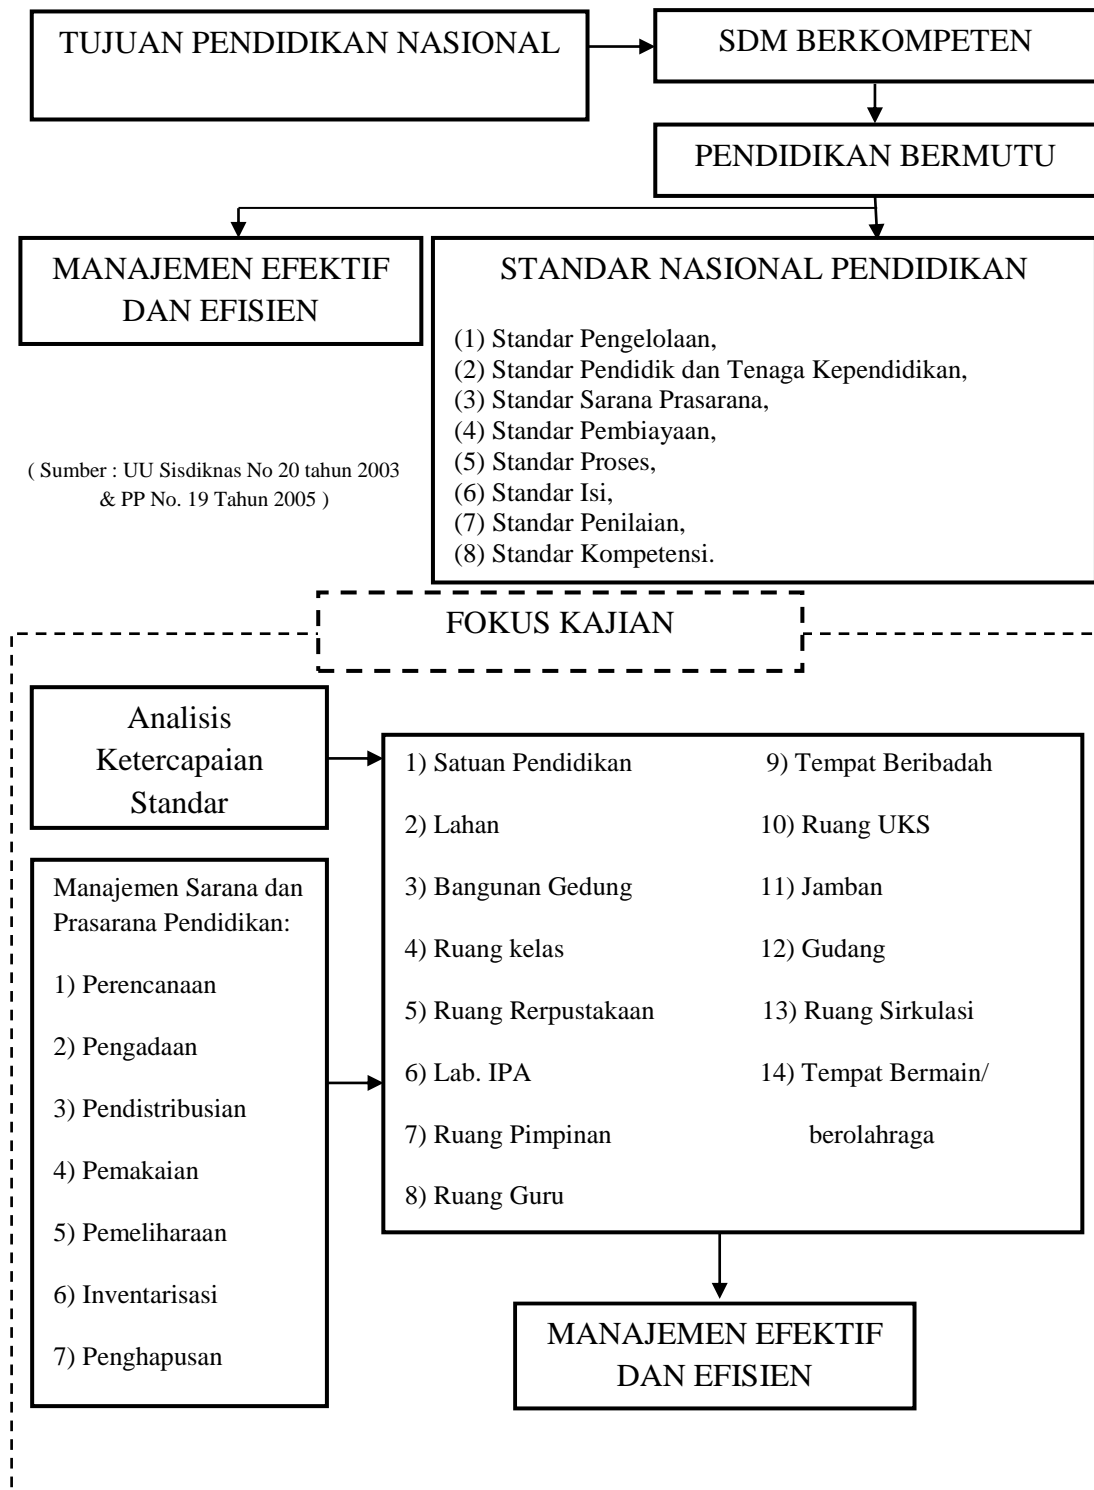 TUJUAN PENDIDIKAN NASIONAL
SDM BERKOMPETEN
PENDIDIKAN BERMUTU
MANAJEMEN EFEKTIF
DAN EFISIEN
STANDAR NASIONAL PENDIDIKAN
(1) Standar Pengelolaan,
(2) Standar Pendidik dan Tenaga Kependidikan,
(3) Standar Sarana Prasarana,
(4) Standar Pembiayaan,
(5) Standar Proses,
(6) Standar Isi,
(7) Standar Penilaian,
(8) Standar Kompetensi.
( Sumber : UU Sisdiknas No 20 tahun 2003
& PP No. 19 Tahun 2005 )
FOKUS KAJIAN
Analisis
Ketercapaian
Standar
Manajemen Sarana dan
Prasarana Pendidikan:
1) Perencanaan
2) Pengadaan
3) Pendistribusian
4) Pemakaian
5) Pemeliharaan
6) Inventarisasi
7) Penghapusan
1) Satuan Pendidikan
2) Lahan
3) Bangunan Gedung
4) Ruang kelas
5) Ruang Rerpustakaan
6) Lab. IPA
7) Ruang Pimpinan
8) Ruang Guru
9) Tempat Beribadah
10) Ruang UKS
11) Jamban
12) Gudang
13) Ruang Sirkulasi
14) Tempat Bermain/
berolahraga
MANAJEMEN EFEKTIF
DAN EFISIEN